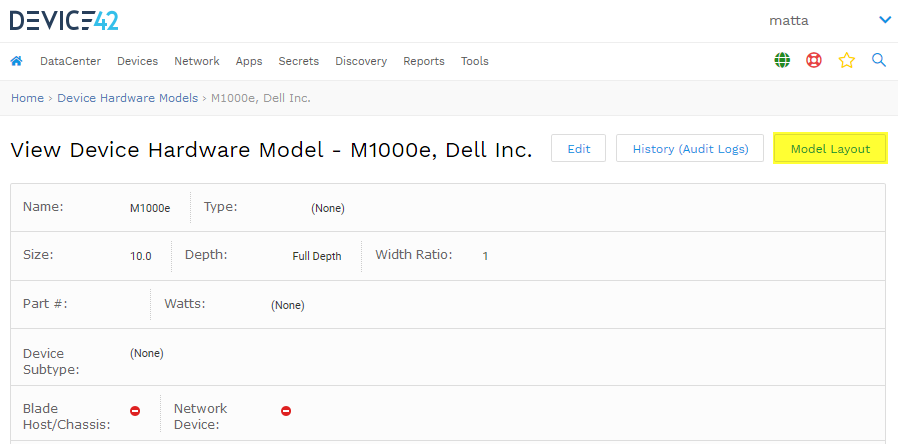 DEVICE42
matta
DataCenter Devices Network Apps Secrets Discovery Reports Tools
Home › Device Hardware Models › M1000e, Dell Inc.
View Device Hardware Model - M1000e, Dell Inc. Edit History (Audit Logs) Model Layout
Name: M1000e Type: (None)
Size: 10.0 Depth: Full Depth Width Ratio: 1
Part #: Watts: (None)
Device (None)
Subtype:
Blade Network
Host/Chassis: Device: